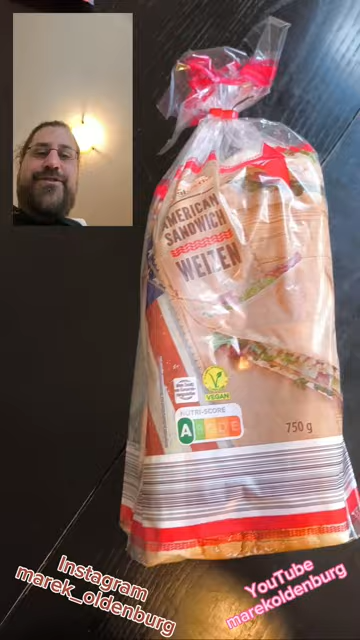 AMERICAN
SANDWICH
WEIZEN
VEGAN
NUTRI-SCORE
A B C D E
750 g
Instagram
marek_oldenburg
YouTube
marekoldenburg